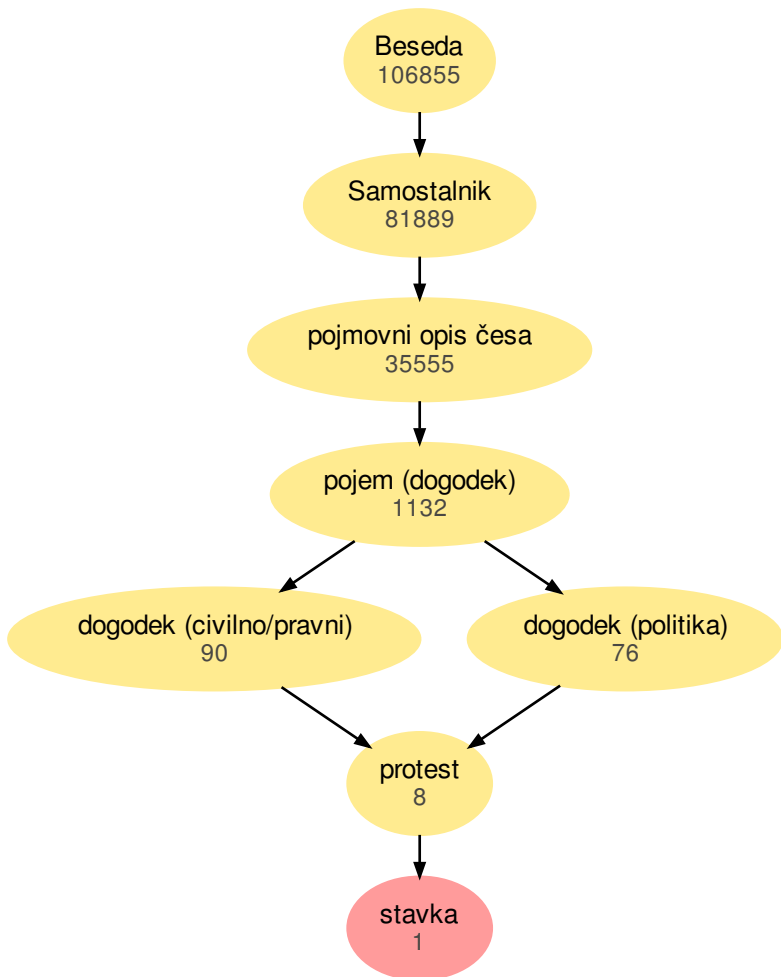 Beseda
106855
Samostalnik
81889
pojmovni opis česa
35555
pojem (dogodek)
1132
dogodek (civilno/pravni)
90
dogodek (politika)
76
protest
8
stavka
1